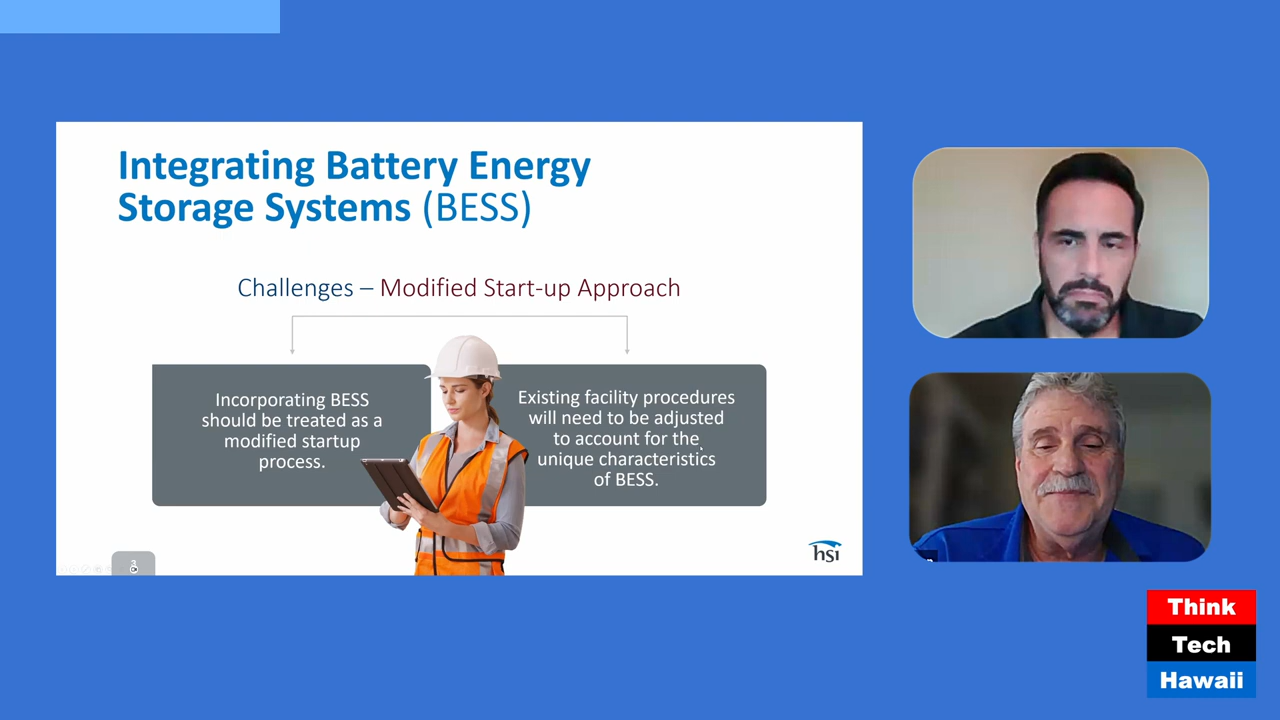 Integrating Battery Energy
Storage Systems (BESS)
Challenges – Modified Start-up Approach
Incorporating BESS
should be treated as a
modified startup
process.
Existing facility procedures
will need to be adjusted
to account for the
unique characteristics
of BESS.
hsi
Think
Tech
Hawaii